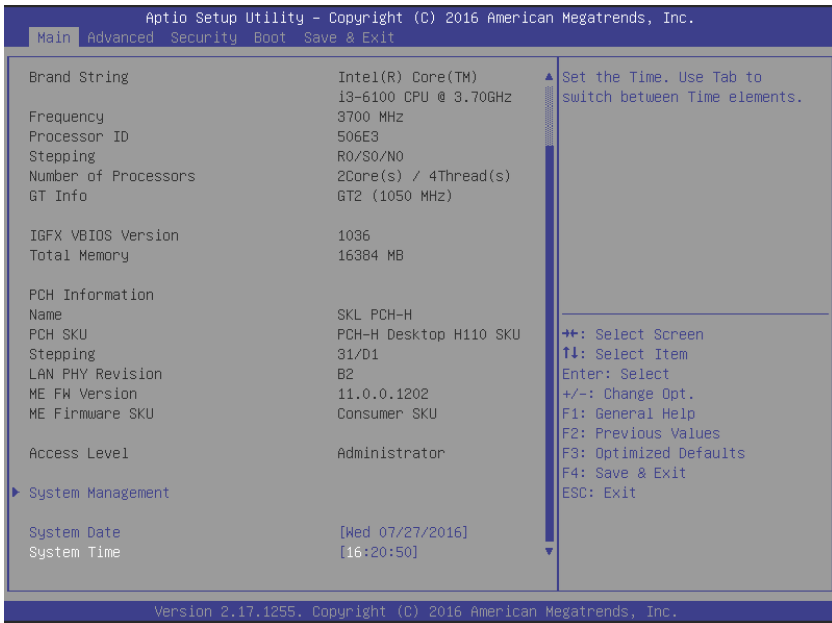 Aptio Setup Utility – Copyright (C) 2016 American Megatrends, Inc.
Main Advanced Security Boot Save & Exit
Brand String Intel(R) Core(TM)
i3-6100 CPU @ 3.70GHz
Frequency 3700 MHz
Processor ID 506E3
Stepping R0/S0/N0
Number of Processors 2Core(s) / 4Thread(s)
GT Info GT2 (1050 MHz)
IGFX VBIOS Version 1036
Total Memory 16384 MB
PCH Information
Name SKL PCH-H
PCH SKU PCH-H Desktop H110 SKU
Stepping 31/D1
LAN PHY Revision B2
ME FW Version 11.0.0.1202
ME Firmware SKU Consumer SKU
Access Level Administrator
System Management
System Date [Wed 07/27/2016]
System Time [16:20:50]
Set the Time. Use Tab to
switch between Time elements.
→←: Select Screen
↑↓: Select Item
Enter: Select
+/-: Change Opt.
F1: General Help
F2: Previous Values
F3: Optimized Defaults
F4: Save & Exit
ESC: Exit
Version 2.17.1255. Copyright (C) 2016 American Megatrends, Inc.